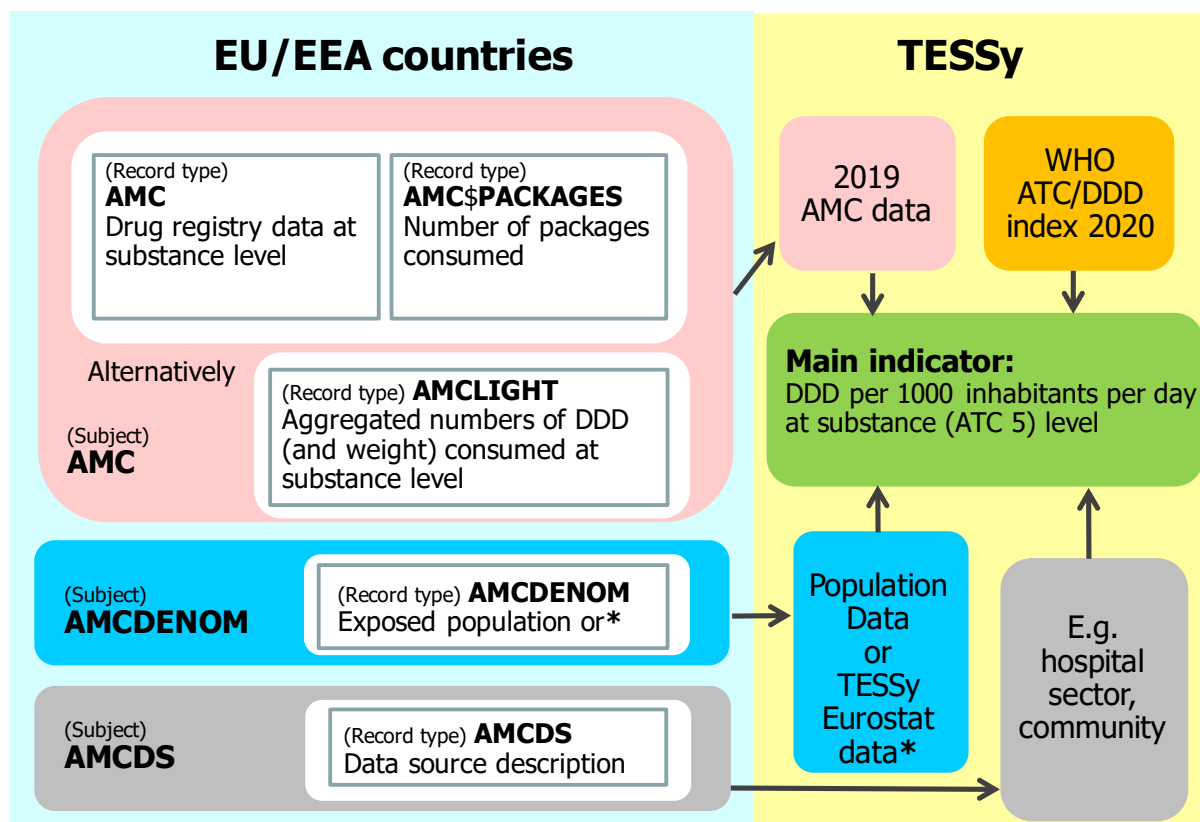 EU/EEA countries
TESSy
(Record type)
AMC
Drug registry data at
substance level
(Record type)
AMC$PACKAGES
Number of packages
consumed
Alternatively
(Record type) AMCLIGHT
Aggregated numbers of DDD
(and weight) consumed at
substance level
(Subject)
AMC
(Subject)
AMCDENOM
(Record type) AMCDENOM
Exposed population or*
(Subject)
AMCDS
(Record type) AMCDS
Data source description
2019
AMC data
WHO
ATC/DDD
index 2020
Main indicator:
DDD per 1000 inhabitants per day
at substance (ATC 5) level
Population
Data
or
TESSy
Eurostat
data*
E.g.
hospital
sector,
community